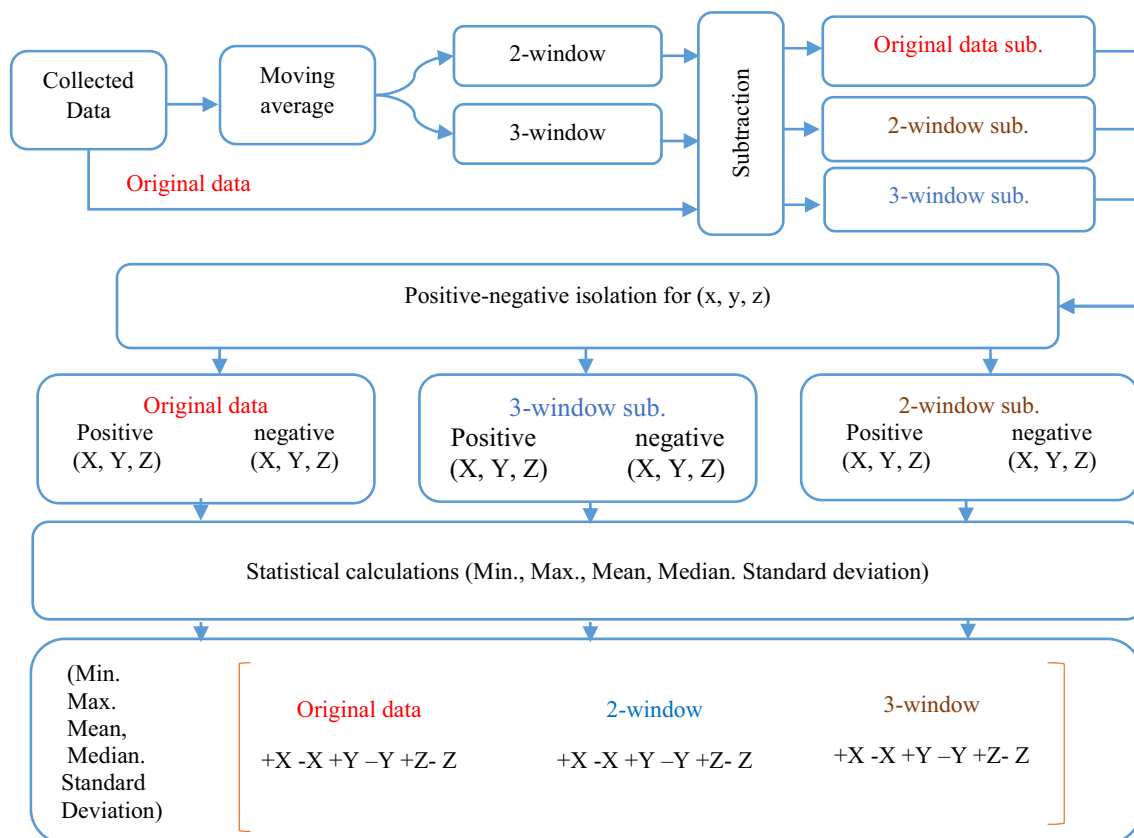 Collected
Data
Moving
average
2-window
3-window
Original data
Subtraction
Original data sub.
2-window sub.
3-window sub.
Positive-negative isolation for (x, y, z)
Original data
Positive negative
(X, Y, Z) (X, Y, Z)
3-window sub.
Positive negative
(X, Y, Z) (X, Y, Z)
2-window sub.
Positive negative
(X, Y, Z) (X, Y, Z)
Statistical calculations (Min., Max., Mean, Median. Standard deviation)
(Min.
Max.
Mean,
Median.
Standard
Deviation)
Original data
+X -X +Y –Y +Z- Z
2-window
+X -X +Y –Y +Z- Z
3-window
+X -X +Y –Y +Z- Z